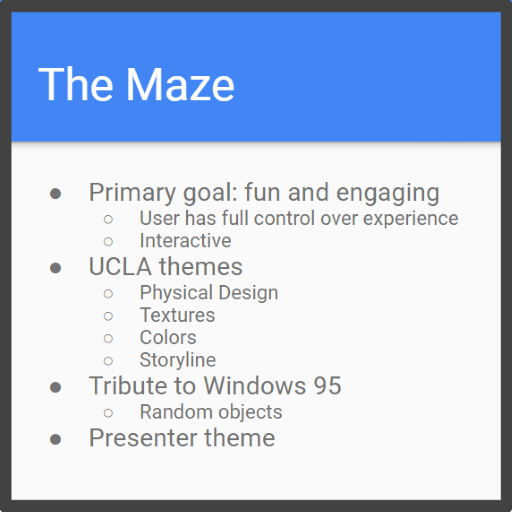 The Maze
● Primary goal: fun and engaging
○ User has full control over experience
○ Interactive
● UCLA themes
○ Physical Design
○ Textures
○ Colors
○ Storyline
● Tribute to Windows 95
○ Random objects
● Presenter theme